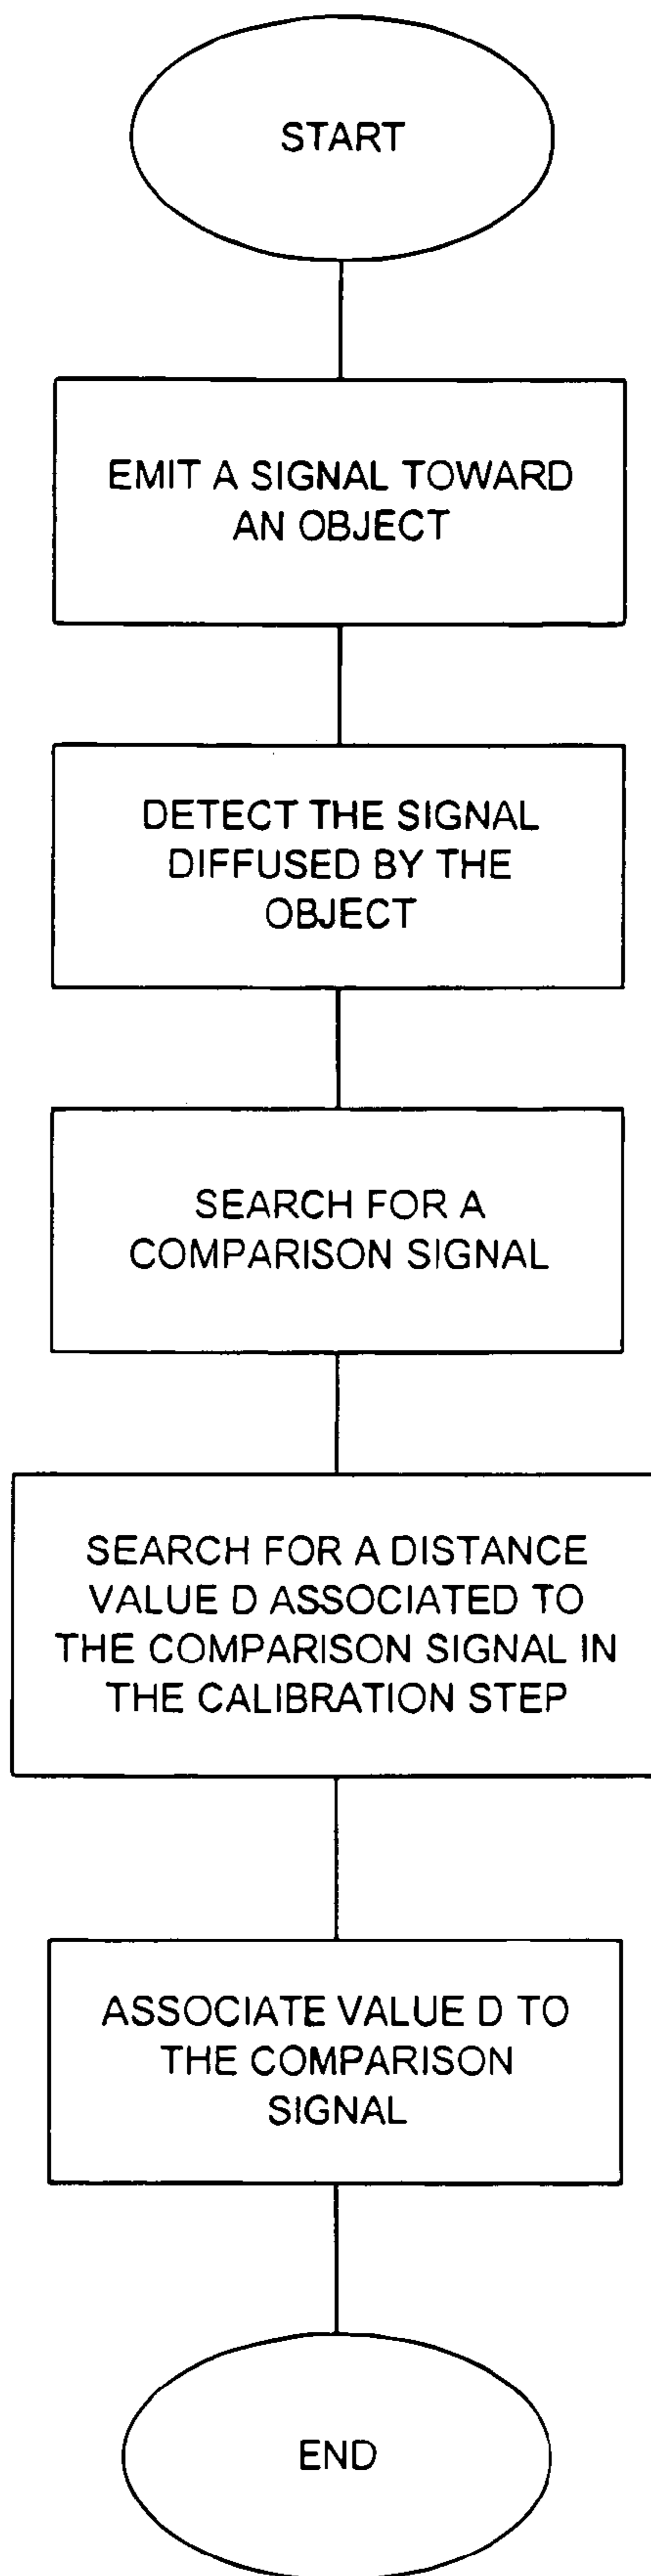 START
EMIT A SIGNAL TOWARD
AN OBJECT
DETECT THE SIGNAL
DIFFUSED BY THE
OBJECT
SEARCH FOR A
COMPARISON SIGNAL
SEARCH FOR A DISTANCE
VALUE D ASSOCIATED TO
THE COMPARISON SIGNAL IN
THE CALIBRATION STEP
ASSOCIATE VALUE D TO
THE COMPARISON
SIGNAL
END